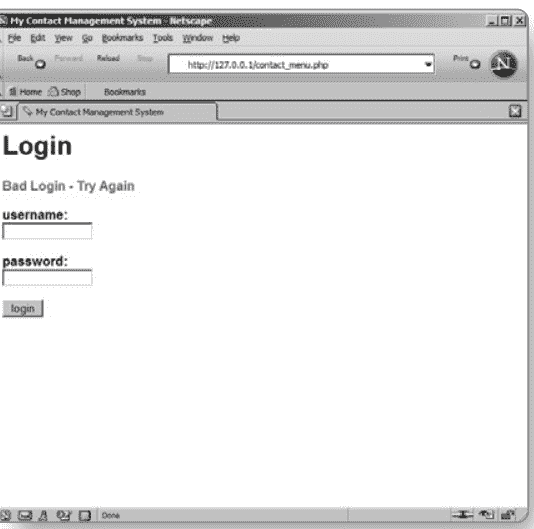 My Contact Management System - Netscape
File Edit View Go Bookmarks Tools Window Help
Back Forward Reload Stop http://127.0.0.1/contact_menu.php Print N
Home Shop Bookmarks
My Contact Management System
Login
Bad Login - Try Again
username:
password:
login
Done